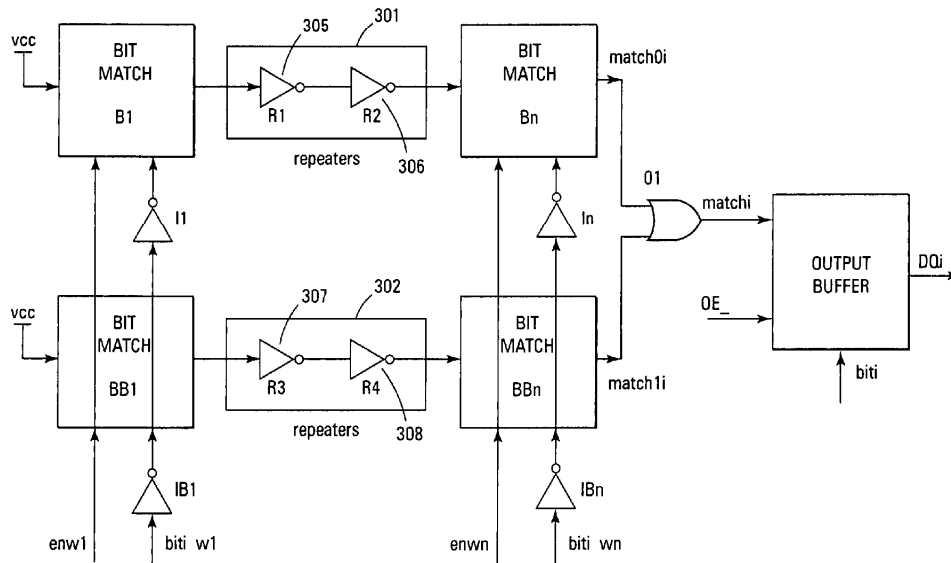 305
301
vcc
BIT
MATCH
B1
R1
R2
306
repeaters
BIT
MATCH
Bn
match0i
O1
matchi
I1
In
OUTPUT
BUFFER
DQi
OE_
biti
307
302
vcc
BIT
MATCH
BB1
R3
R4
308
repeaters
BIT
MATCH
BBn
match1i
IB1
IBn
enw1
biti w1
enwn
biti wn